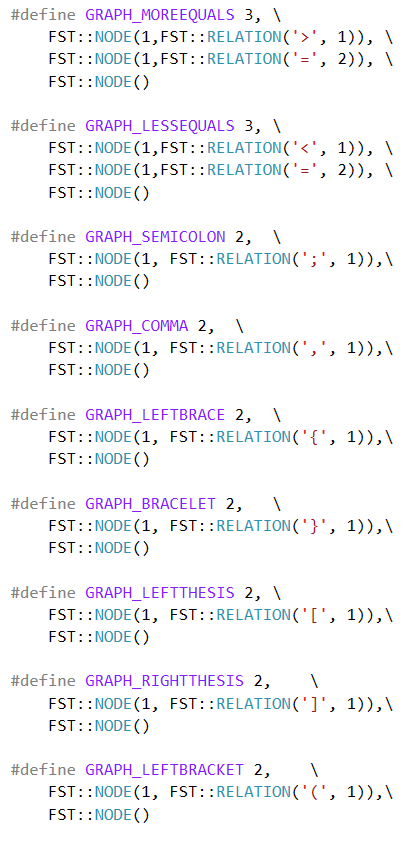 #define GRAPH_MOREEQUALS 3, \
    FST::NODE(1,FST::RELATION('>', 1)), \
    FST::NODE(1,FST::RELATION('=', 2)), \
    FST::NODE()

#define GRAPH_LESSEQUALS 3, \
    FST::NODE(1,FST::RELATION('<', 1)), \
    FST::NODE(1,FST::RELATION('=', 2)), \
    FST::NODE()

#define GRAPH_SEMICOLON 2,  \
    FST::NODE(1, FST::RELATION(';', 1)),\
    FST::NODE()

#define GRAPH_COMMA 2,  \
    FST::NODE(1, FST::RELATION(',', 1)),\
    FST::NODE()

#define GRAPH_LEFTBRACE 2,  \
    FST::NODE(1, FST::RELATION('{', 1)),\
    FST::NODE()

#define GRAPH_BRACELET 2,   \
    FST::NODE(1, FST::RELATION('}', 1)),\
    FST::NODE()

#define GRAPH_LEFTTHESIS 2, \
    FST::NODE(1, FST::RELATION('[', 1)),\
    FST::NODE()

#define GRAPH_RIGHTTHESIS 2,    \
    FST::NODE(1, FST::RELATION(']', 1)),\
    FST::NODE()

#define GRAPH_LEFTBRACKET 2,    \
    FST::NODE(1, FST::RELATION('(', 1)),\
    FST::NODE()